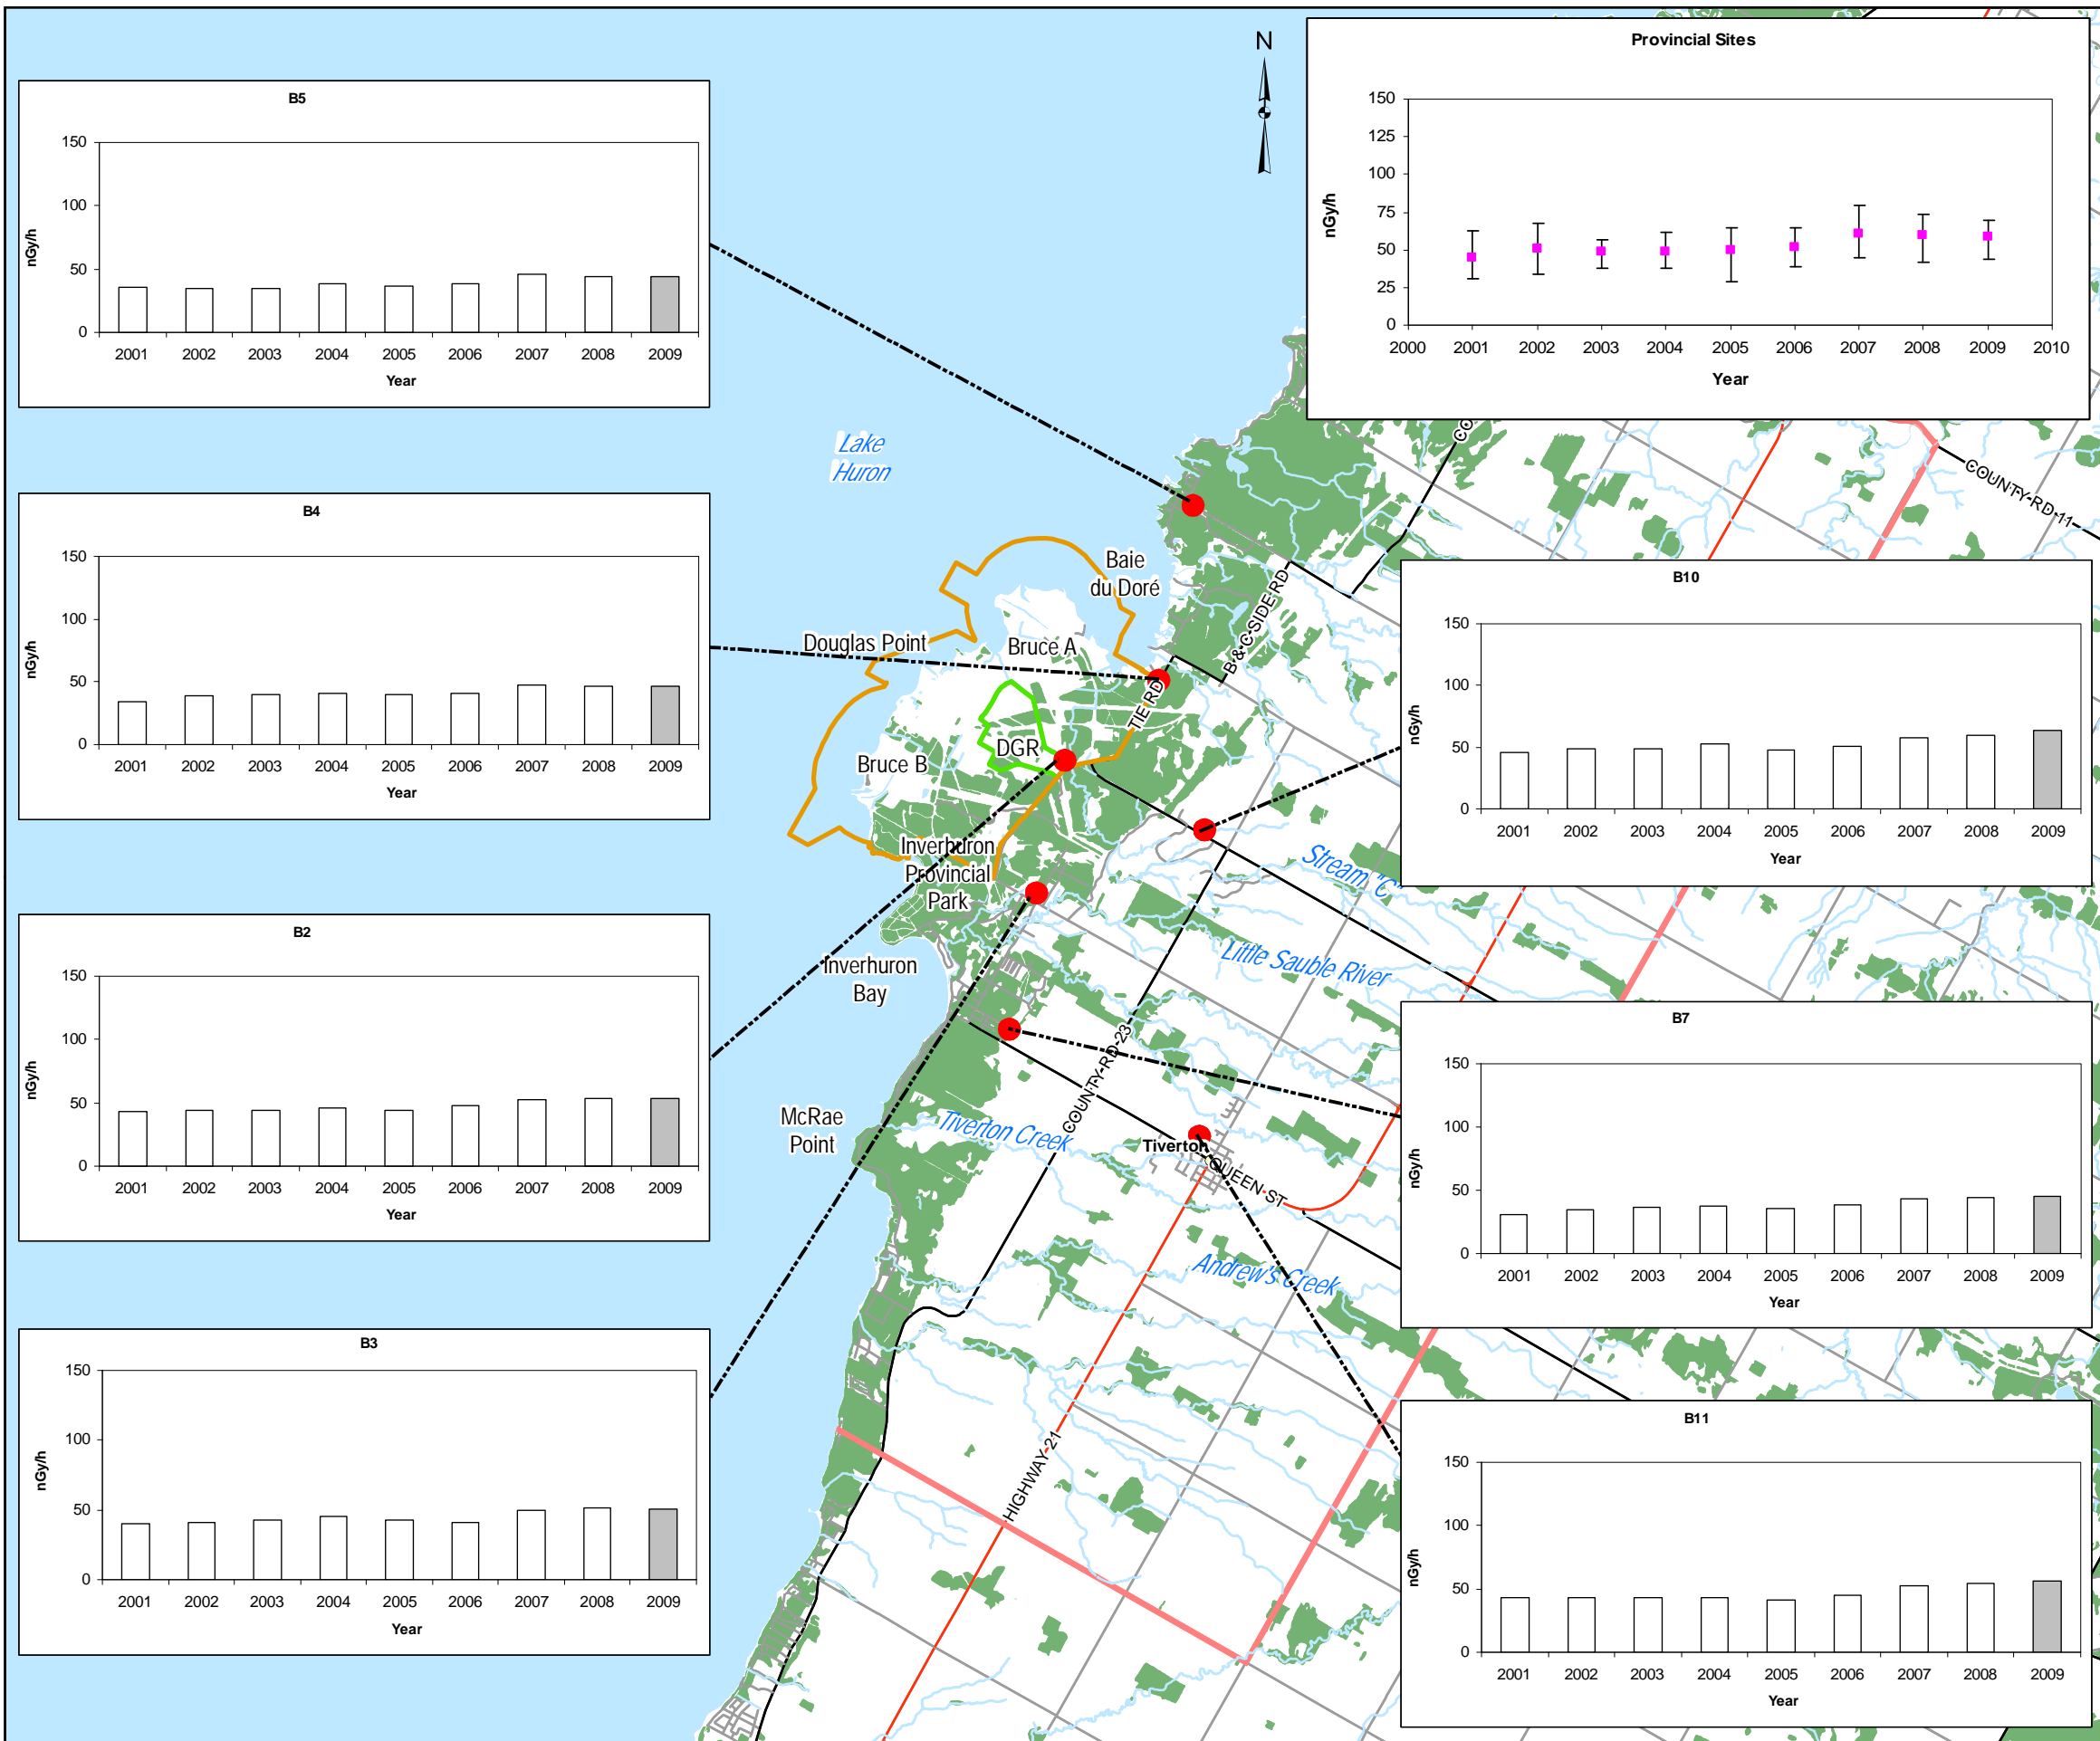 N
Provincial Sites
150
125
100
75
50
25
0
nGy/h
2000 2001 2002 2003 2004 2005 2006 2007 2008 2009 2010
Year
B5
150
100
50
0
nGy/h
2001 2002 2003 2004 2005 2006 2007 2008 2009
Year
B4
150
100
50
0
nGy/h
2001 2002 2003 2004 2005 2006 2007 2008 2009
Year
B2
150
100
50
0
nGy/h
2001 2002 2003 2004 2005 2006 2007 2008 2009
Year
B3
150
100
50
0
nGy/h
2001 2002 2003 2004 2005 2006 2007 2008 2009
Year
Lake
Huron
Baie
du Doré
Douglas Point
Bruce A
DGR
Bruce B
Inverhuron
Provincial
Park
Inverhuron
Bay
McRae
Point
Tiverton Creek
Tiverton
QUEEN ST
Andrew's Creek
Little Sauble River
Stream "C"
B & C SIDE RD
TIE RD
CO
COUNTY-RD-11
COUNTY-RD-23
HIGHWAY-21
B10
150
100
50
0
nGy/h
2001 2002 2003 2004 2005 2006 2007 2008 2009
Year
B7
150
100
50
0
nGy/h
2001 2002 2003 2004 2005 2006 2007 2008 2009
Year
B11
150
100
50
0
nGy/h
2001 2002 2003 2004 2005 2006 2007 2008 2009
Year